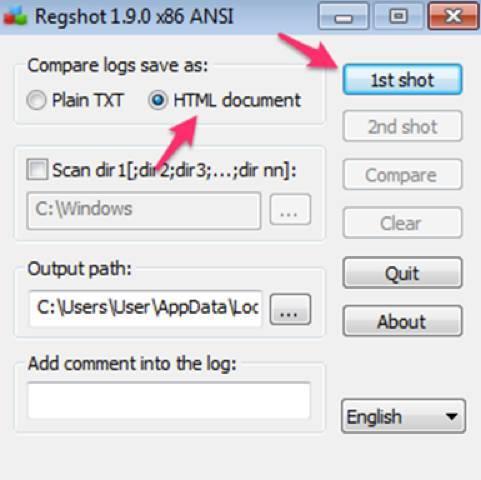 Regshot 1.9.0 x86 ANSI
Compare logs save as:
Plain TXT
HTML document
1st shot
2nd shot
Scan dir1[;dir2;dir3;...;dir nn]:
C:\Windows
...
Compare
Clear
Output path:
C:\Users\User\AppData\Loc
...
Quit
About
Add comment into the log:
English